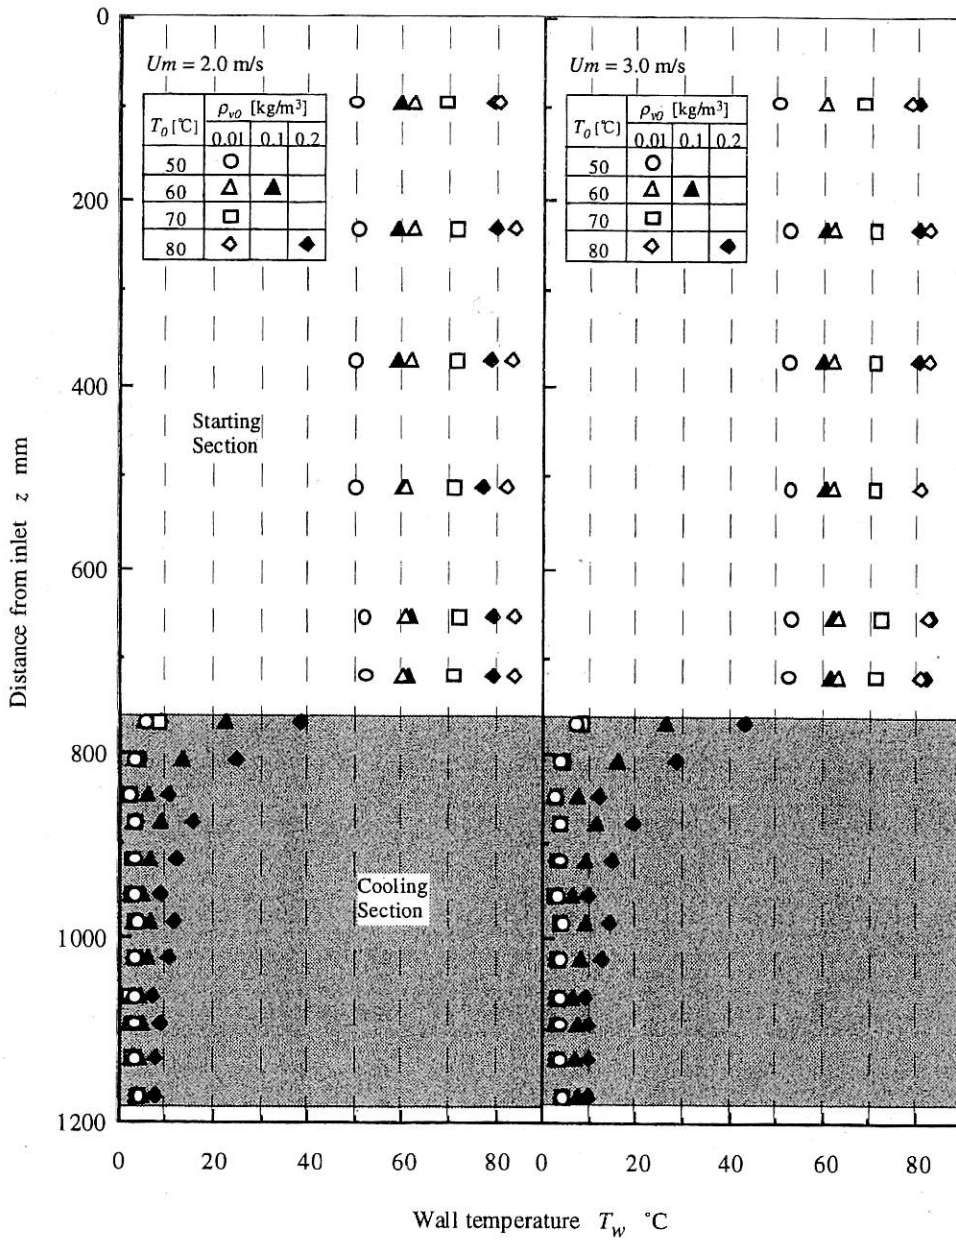 0
200
400
600
800
1000
1200
Distance from inlet z mm
Um = 2.0 m/s
T0 [℃] ρv0 [kg/m³]
0.01 0.1 0.2
50
60
70
80
Starting
Section
Cooling
Section
Um = 3.0 m/s
T0 [℃] ρv0 [kg/m³]
0.01 0.1 0.2
50
60
70
80
0 20 40 60 80 0 20 40 60 80
Wall temperature Tw °C